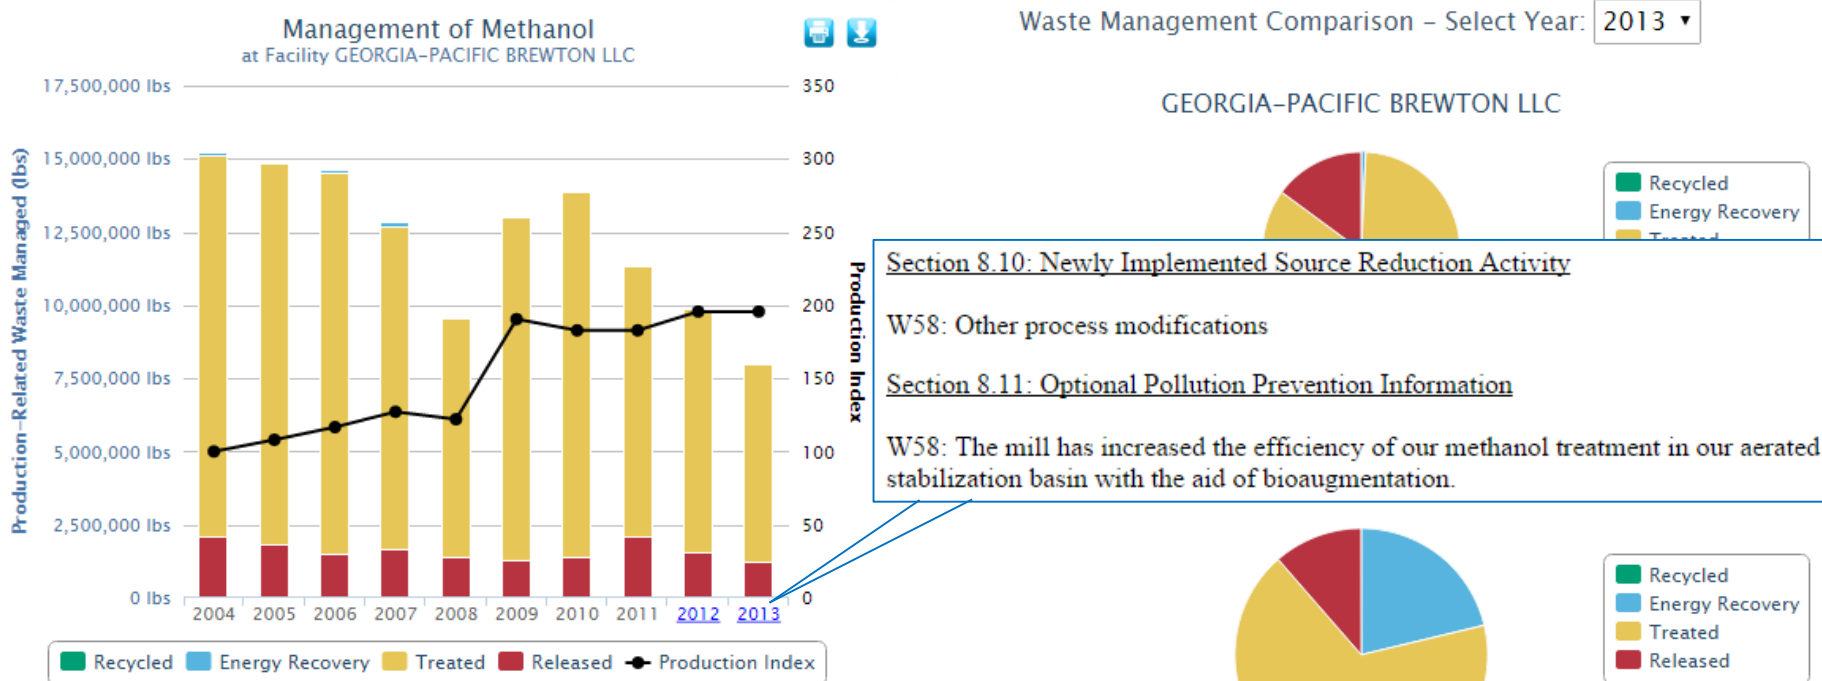 Management of Methanol
at Facility GEORGIA-PACIFIC BREWTON LLC
Production-Related Waste Managed (lbs)
17,500,000 lbs
15,000,000 lbs
12,500,000 lbs
10,000,000 lbs
7,500,000 lbs
5,000,000 lbs
2,500,000 lbs
0 lbs
350
300
250
200
150
100
50
0
Production Index
2004 2005 2006 2007 2008 2009 2010 2011 2012 2013
Recycled Energy Recovery Treated Released Production Index
Waste Management Comparison - Select Year: 2013
GEORGIA-PACIFIC BREWTON LLC
Recycled
Energy Recovery
Treated
Section 8.10: Newly Implemented Source Reduction Activity
W58: Other process modifications
Section 8.11: Optional Pollution Prevention Information
W58: The mill has increased the efficiency of our methanol treatment in our aerated
stabilization basin with the aid of bioaugmentation.
Recycled
Energy Recovery
Treated
Released